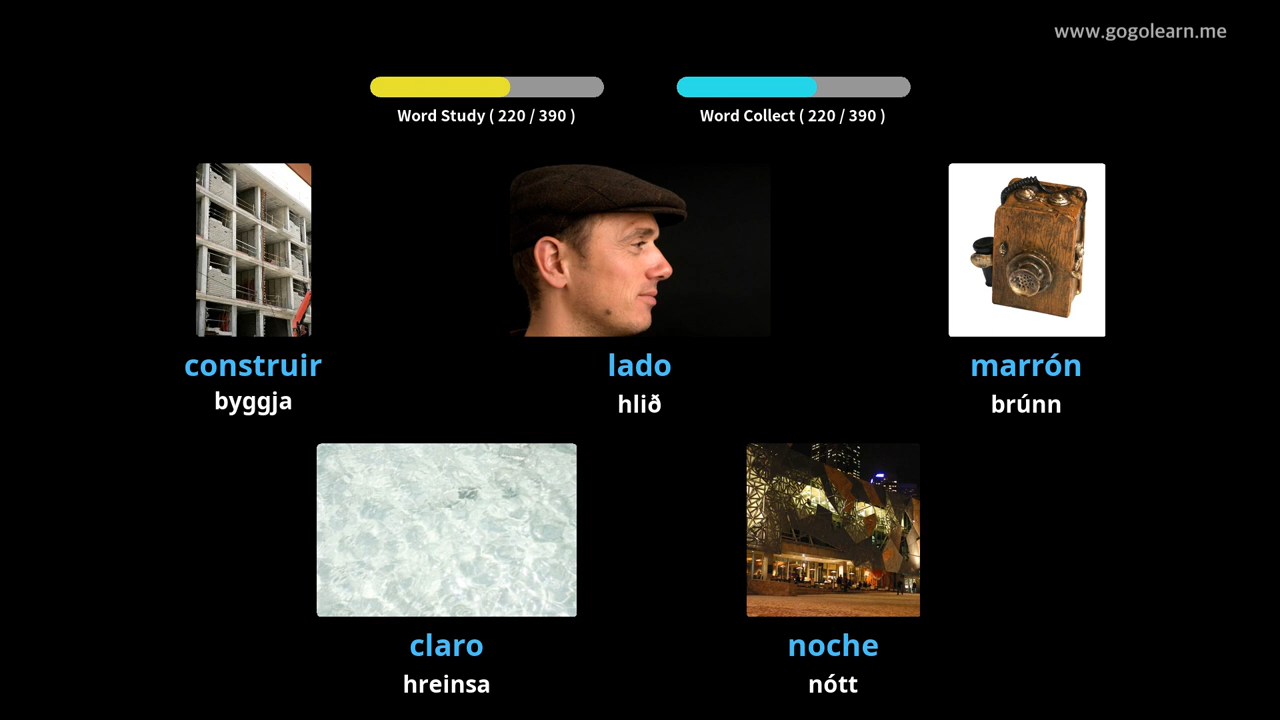 www.gogolearn.me
Word Study ( 220 / 390 )
Word Collect ( 220 / 390 )
construir
byggja
lado
hlið
marrón
brúnn
claro
hreinsa
noche
nótt